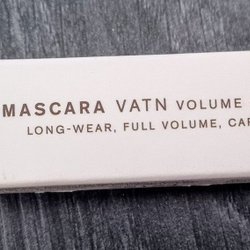 MASCARA VATN VOLUME
LONG-WEAR, FULL VOLUME,